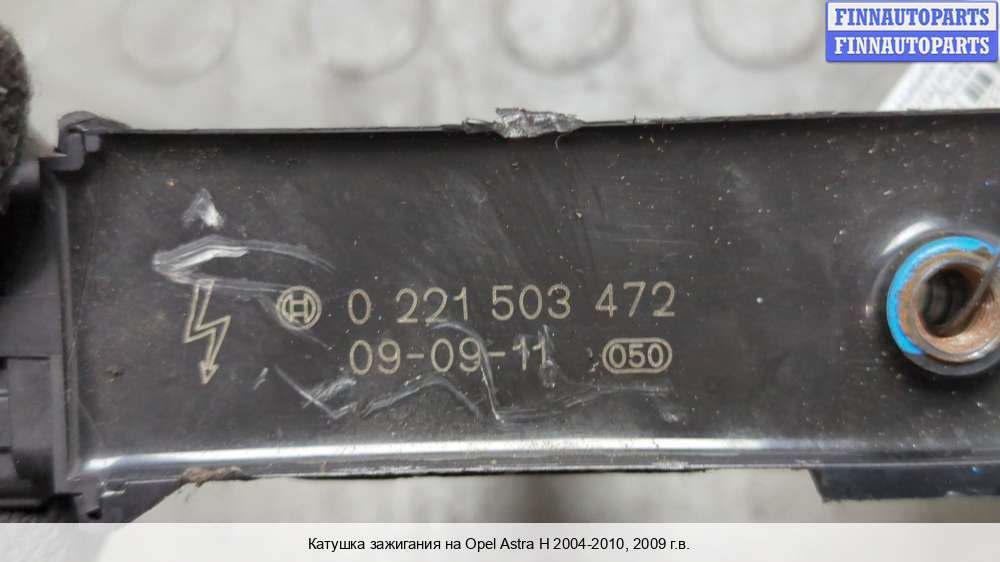 FINNAUTOPARTS
FINNAUTOPARTS
0 221 503 472
09-09-11 050
Катушка зажигания на Opel Astra H 2004-2010, 2009 г.в.